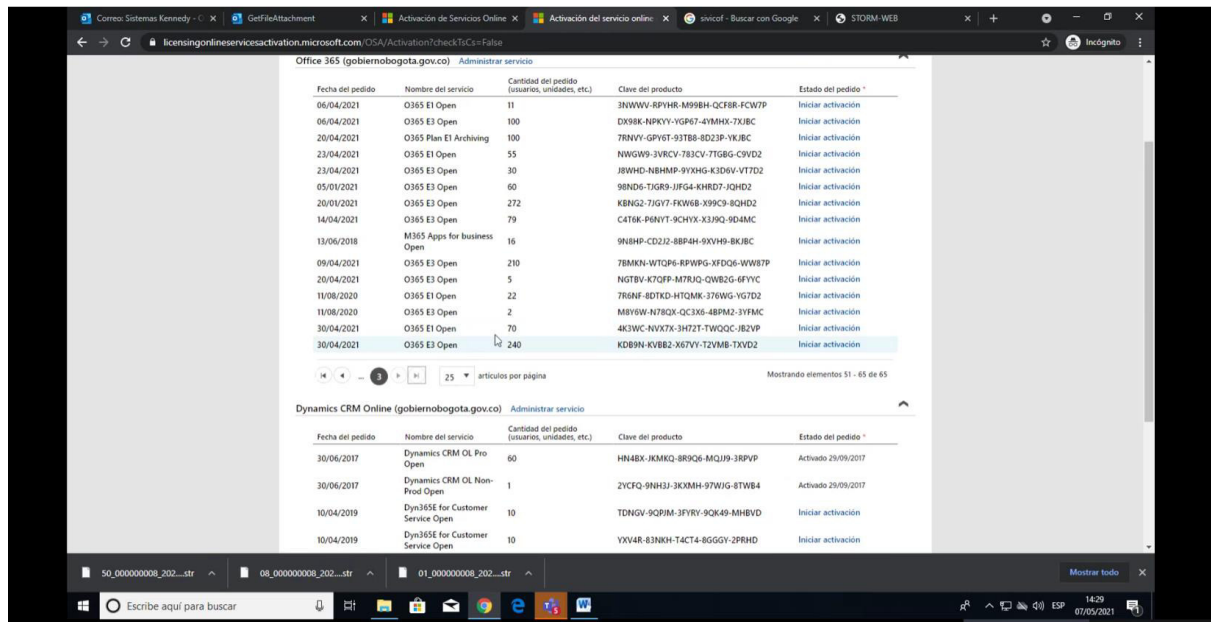 Correo: Sistemas Kennedy - C
GetFileAttachment
Activación de Servicios Online
Activación del servicio online
sivicof - Buscar con Google
STORM-WEB
licensingonlineservicesactivation.microsoft.com/OSA/Activation?checkTsCs=False
Incógnito
Office 365 (gobiernobogota.gov.co) Administrar servicio
Fecha del pedido Nombre del servicio Cantidad del pedido (usuarios, unidades, etc.) Clave del producto Estado del pedido *
06/04/2021 O365 E1 Open 11 3NWWV-RPYHR-M99BH-QCF8R-FCW7P Iniciar activación
06/04/2021 O365 E3 Open 100 DX98K-NPKYY-YGP67-4YMHX-7XJBC Iniciar activación
20/04/2021 O365 Plan E1 Archiving 100 7RNVY-GPY6T-93TB8-8D23P-YKJBC Iniciar activación
23/04/2021 O365 E1 Open 55 NWGW9-3VRCV-783CV-7TGBG-C9VD2 Iniciar activación
23/04/2021 O365 E3 Open 30 J8WHD-NBHMP-9YXHG-K3D6V-VT7D2 Iniciar activación
05/01/2021 O365 E3 Open 60 98ND6-TJGR9-JJFG4-KHRD7-JQHD2 Iniciar activación
20/01/2021 O365 E3 Open 272 KBNG2-7JGY7-FKW6B-X99C9-8QHD2 Iniciar activación
14/04/2021 O365 E3 Open 79 C4T6K-P6NYT-9CHYX-X3J9Q-9D4MC Iniciar activación
13/06/2018 M365 Apps for business Open 16 9N8HP-CD2J2-8BP4H-9XVH9-BKJBC Iniciar activación
09/04/2021 O365 E3 Open 210 7BMKN-WTQP6-RPWPG-XFDQ6-WW87P Iniciar activación
20/04/2021 O365 E3 Open 5 NGTBV-K7QFP-M7RJQ-QWB2G-6FYYC Iniciar activación
11/08/2020 O365 E1 Open 22 7R6NF-8DTKD-HTQMK-376WG-YG7D2 Iniciar activación
11/08/2020 O365 E3 Open 2 M8Y6W-N78QX-QC3X6-4BPM2-3YFMC Iniciar activación
30/04/2021 O365 E1 Open 70 4K3WC-NVX7X-3H72T-TWQQC-JB2VP Iniciar activación
30/04/2021 O365 E3 Open 240 KDB9N-KVBB2-X67VY-T2VMB-TXVD2 Iniciar activación
... 3 25 artículos por página Mostrando elementos 51 - 65 de 65
Dynamics CRM Online (gobiernobogota.gov.co) Administrar servicio
Fecha del pedido Nombre del servicio Cantidad del pedido (usuarios, unidades, etc.) Clave del producto Estado del pedido *
30/06/2017 Dynamics CRM OL Pro Open 60 HN4BX-JKMKQ-8R9Q6-MQJJ9-3RPVP Activado 29/09/2017
30/06/2017 Dynamics CRM OL Non-Prod Open 1 2YCFQ-9NH3J-3KXMH-97WJG-8TWB4 Activado 29/09/2017
10/04/2019 Dyn365E for Customer Service Open 10 TDNGV-9QPJM-3FYRY-9QK49-MHBVD Iniciar activación
10/04/2019 Dyn365E for Customer Service Open 10 YXV4R-83NKH-T4CT4-8GGGY-2PRHD Iniciar activación
50_000000008_202....str
08_000000008_202....str
01_000000008_202....str
Mostrar todo
Escribe aquí para buscar
ESP
14:29
07/05/2021